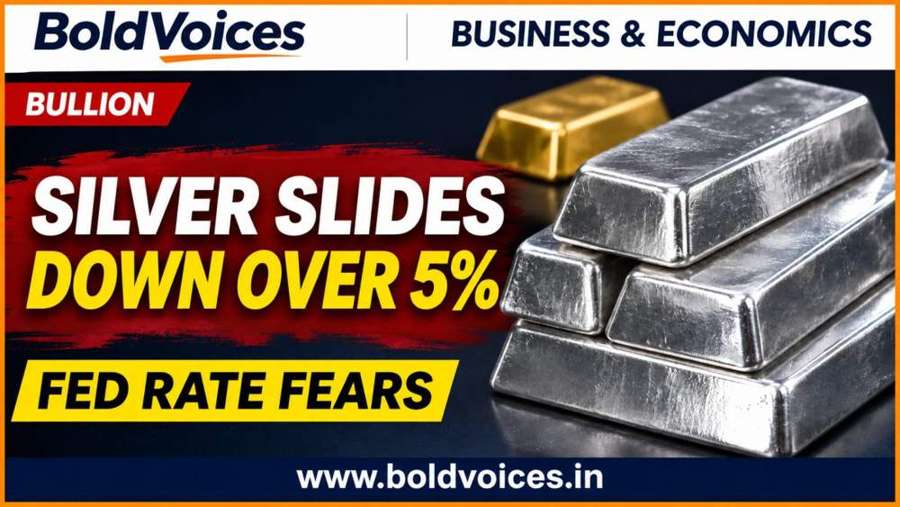 BoldVoices
BUSINESS & ECONOMICS
BULLION
SILVER SLIDES
DOWN OVER 5%
FED RATE FEARS
www.boldvoices.in